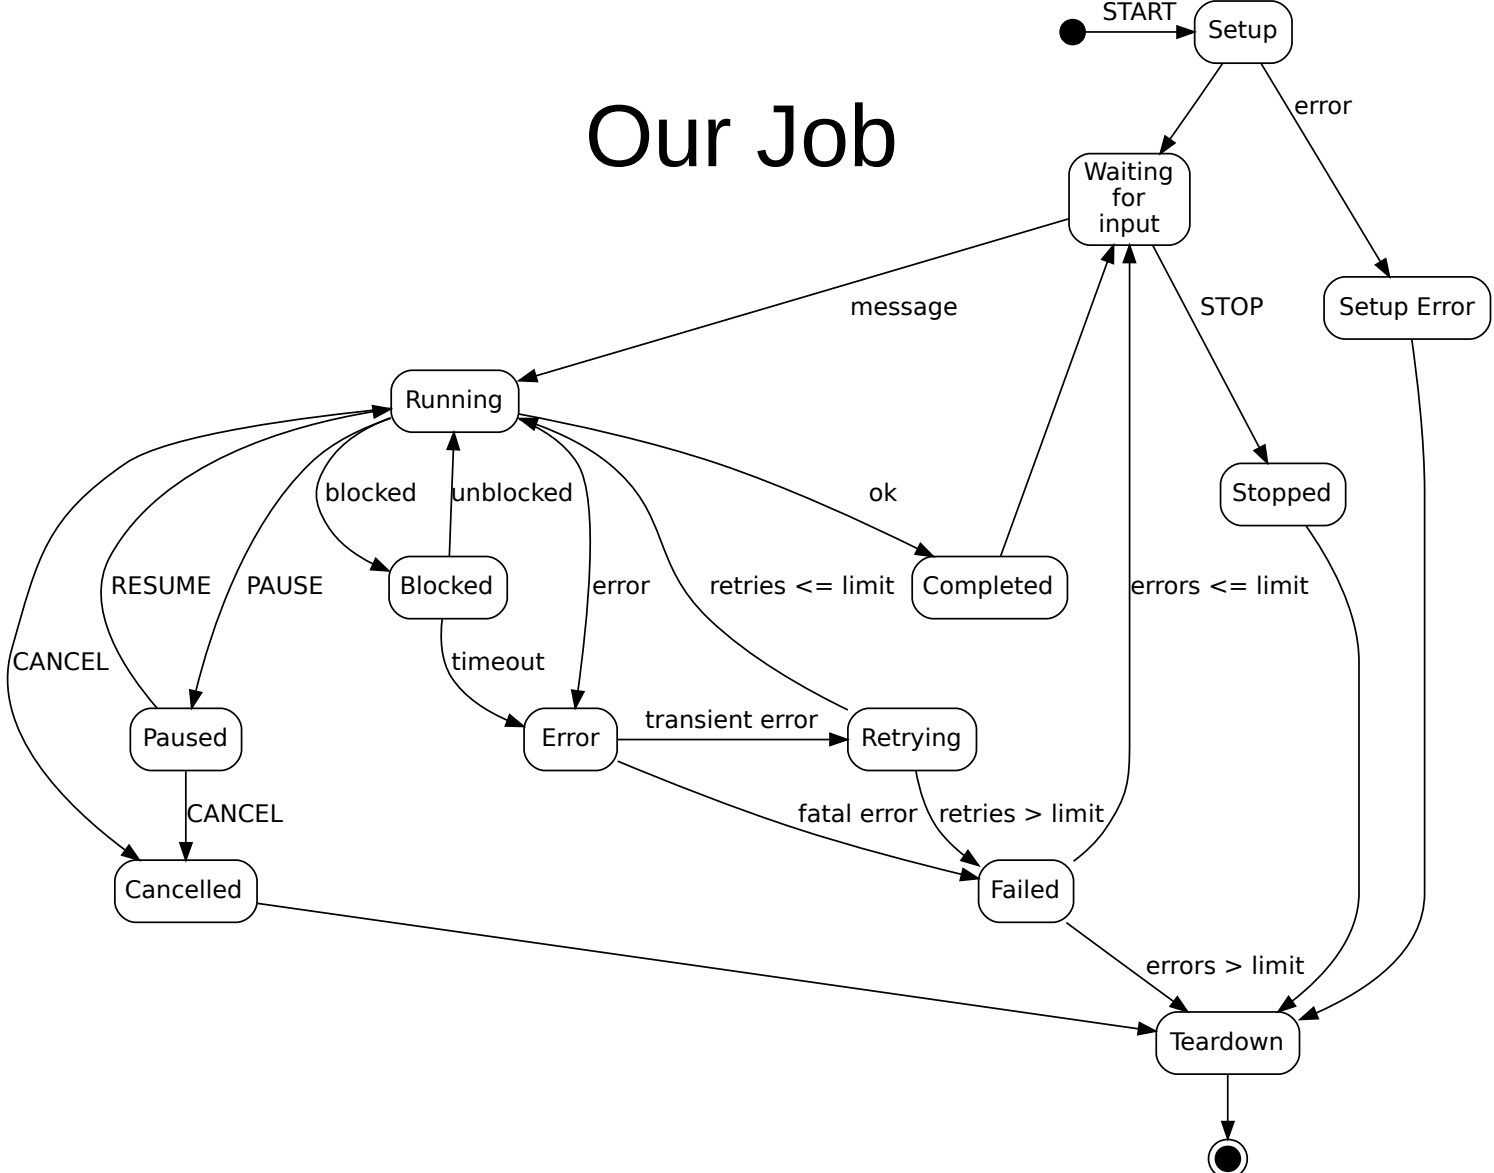 START
Setup
error
Our Job
Waiting
for
input
message
STOP
Setup Error
Running
blocked
unblocked
ok
Stopped
RESUME
PAUSE
Blocked
error
retries <= limit
Completed
errors <= limit
CANCEL
timeout
Paused
Error
transient error
Retrying
CANCEL
fatal error
retries > limit
Cancelled
Failed
errors > limit
Teardown